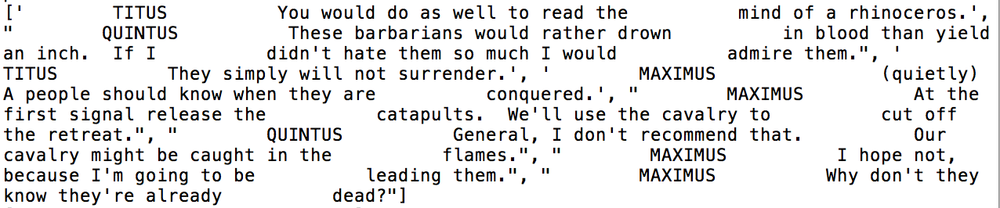 ['         TITUS          You would do as well to read the          mind of a rhinoceros.',
"        QUINTUS          These barbarians would rather drown          in blood than yield
an inch.  If I          didn't hate them so much I would          admire them.", '
TITUS          They simply will not surrender.', '        MAXIMUS               (quietly)
A people should know when they are          conquered.', "        MAXIMUS          At the
first signal release the          catapults.  We'll use the cavalry to          cut off
the retreat.", "        QUINTUS          General, I don't recommend that.          Our
cavalry might be caught in the          flames.", "        MAXIMUS          I hope not,
because I'm going to be          leading them.", "        MAXIMUS          Why don't they
know they're already          dead?"]